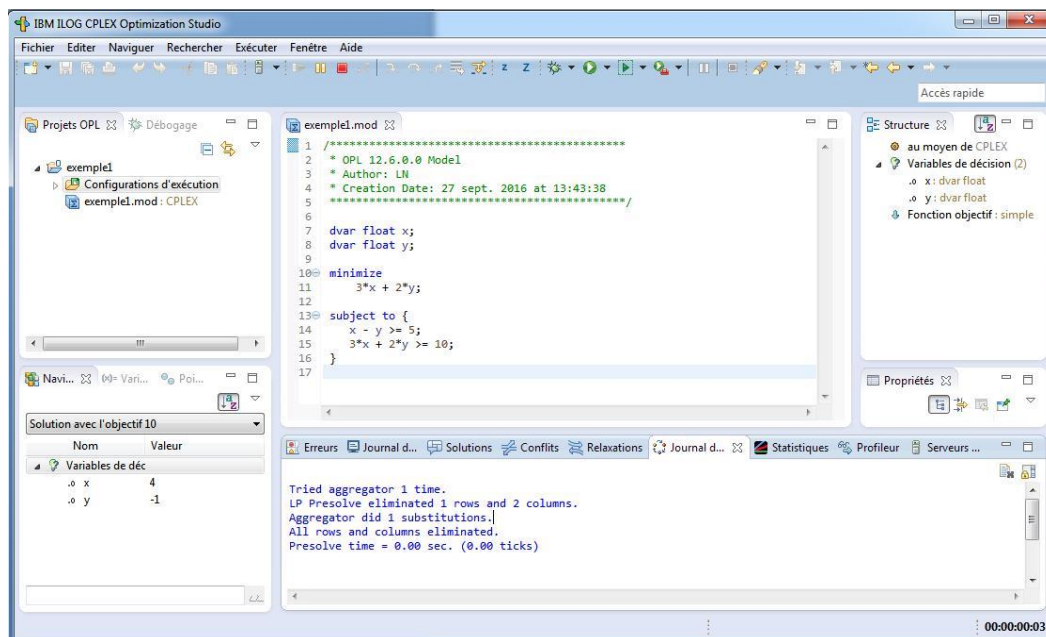 IBM ILOG CPLEX Optimization Studio
Fichier Editer Naviguer Rechercher Exécuter Fenêtre Aide
Accès rapide
Projets OPL Débogage
exemple1
Configurations d'exécution
exemple1.mod : CPLEX
exemple1.mod
1 /*********************************************
2 * OPL 12.6.0.0 Model
3 * Author: LN
4 * Creation Date: 27 sept. 2016 at 13:43:38
5 *********************************************/
6
7 dvar float x;
8 dvar float y;
9
10 minimize
11 3*x + 2*y;
12
13 subject to {
14 x - y >= 5;
15 3*x + 2*y >= 10;
16 }
17
Structure
au moyen de CPLEX
Variables de décision (2)
x : dvar float
y : dvar float
Fonction objectif : simple
Navi... (x)= Vari... Poi...
Solution avec l'objectif 10
Nom Valeur
Variables de déc
x 4
y -1
Propriétés
Erreurs Journal d... Solutions Conflits Relaxations Journal d... Statistiques Profileur Serveurs ...
Tried aggregator 1 time.
LP Presolve eliminated 1 rows and 2 columns.
Aggregator did 1 substitutions.
All rows and columns eliminated.
Presolve time = 0.00 sec. (0.00 ticks)
00:00:00:03